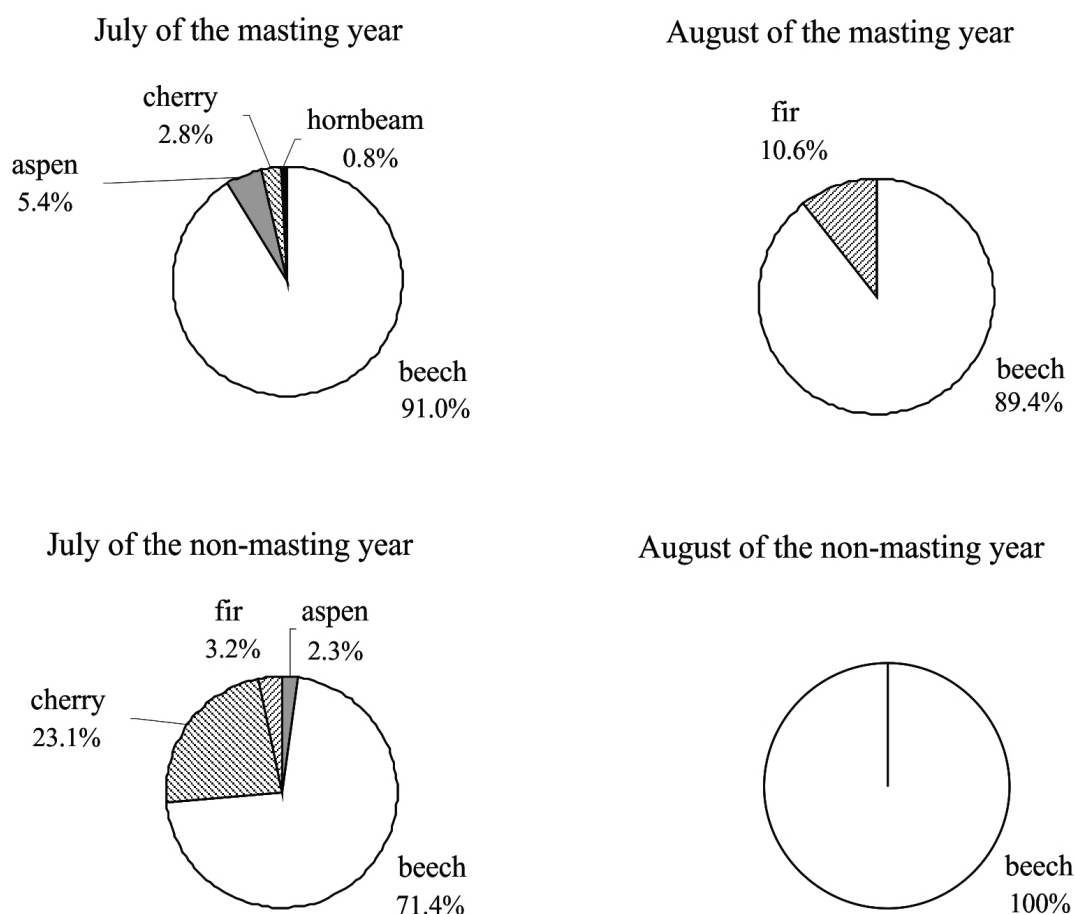 July of the masting year
cherry
2.8%
hornbeam
0.8%
aspen
5.4%
beech
91.0%
August of the masting year
fir
10.6%
beech
89.4%
July of the non-masting year
fir
3.2%
aspen
2.3%
cherry
23.1%
beech
71.4%
August of the non-masting year
beech
100%